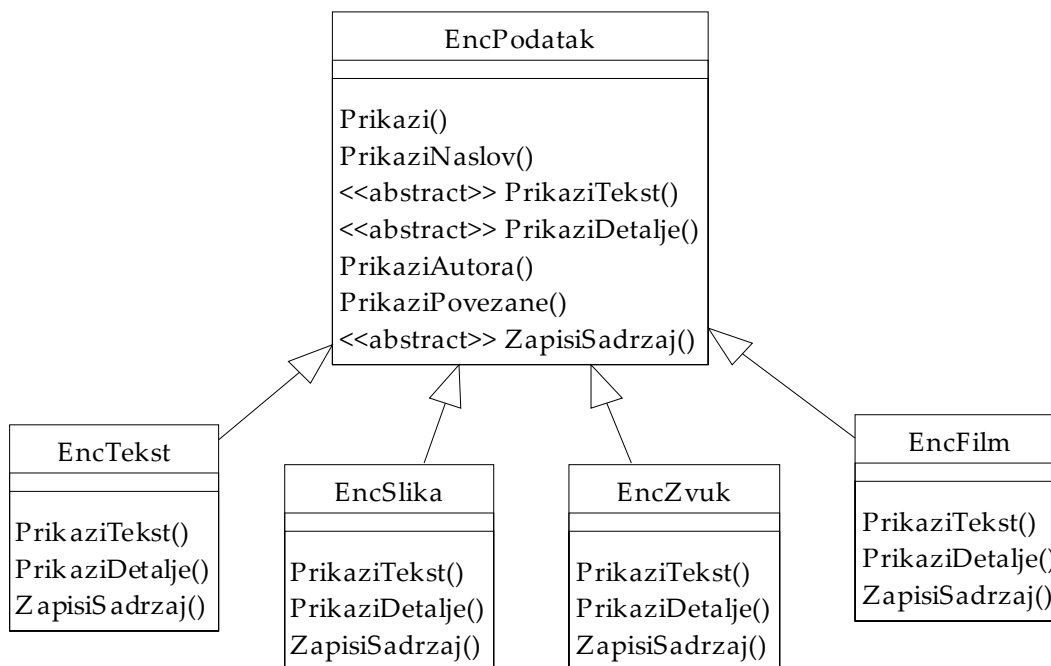 EncPodatak
Prikazi()
PrikaziNaslov()
<<abstract>> PrikaziTekst()
<<abstract>> PrikaziDetalje()
PrikaziAutora()
PrikaziPovezane()
<<abstract>> ZapisiSadrzaj()
EncTekst
PrikaziTekst()
PrikaziDetalje()
ZapisiSadrzaj()
EncSlika
PrikaziTekst()
PrikaziDetalje()
ZapisiSadrzaj()
EncZvuk
PrikaziTekst()
PrikaziDetalje()
ZapisiSadrzaj()
EncFilm
PrikaziTekst()
PrikaziDetalje()
ZapisiSadrzaj()